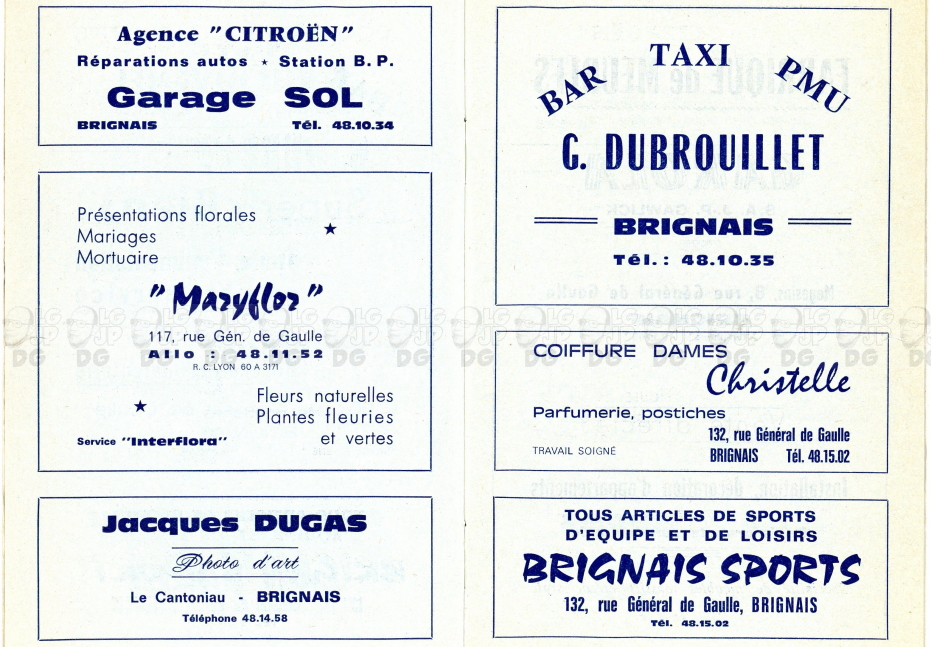 Agence "CITROËN"
Réparations autos ★ Station B. P.
Garage SOL
BRIGNAIS Tél. 48.10.34
Présentations florales
Mariages
Mortuaire
"Maryflor"
117, rue Gén. de Gaulle
Allo : 48.11.52
R. C. LYON 60 A 3171
Fleurs naturelles
Plantes fleuries
et vertes
Service "Interflora"
Jacques DUGAS
Photo d'art
Le Cantoniau - BRIGNAIS
Téléphone 48.14.58
BAR TAXI PMU
G. DUBROUILLET
BRIGNAIS
Tél. : 48.10.35
COIFFURE DAMES
Christelle
Parfumerie, postiches
132, rue Général de Gaulle
TRAVAIL SOIGNÉ BRIGNAIS Tél. 48.15.02
TOUS ARTICLES DE SPORTS
D'EQUIPE ET DE LOISIRS
BRIGNAIS SPORTS
132, rue Général de Gaulle, BRIGNAIS
Tél. 48.15.02